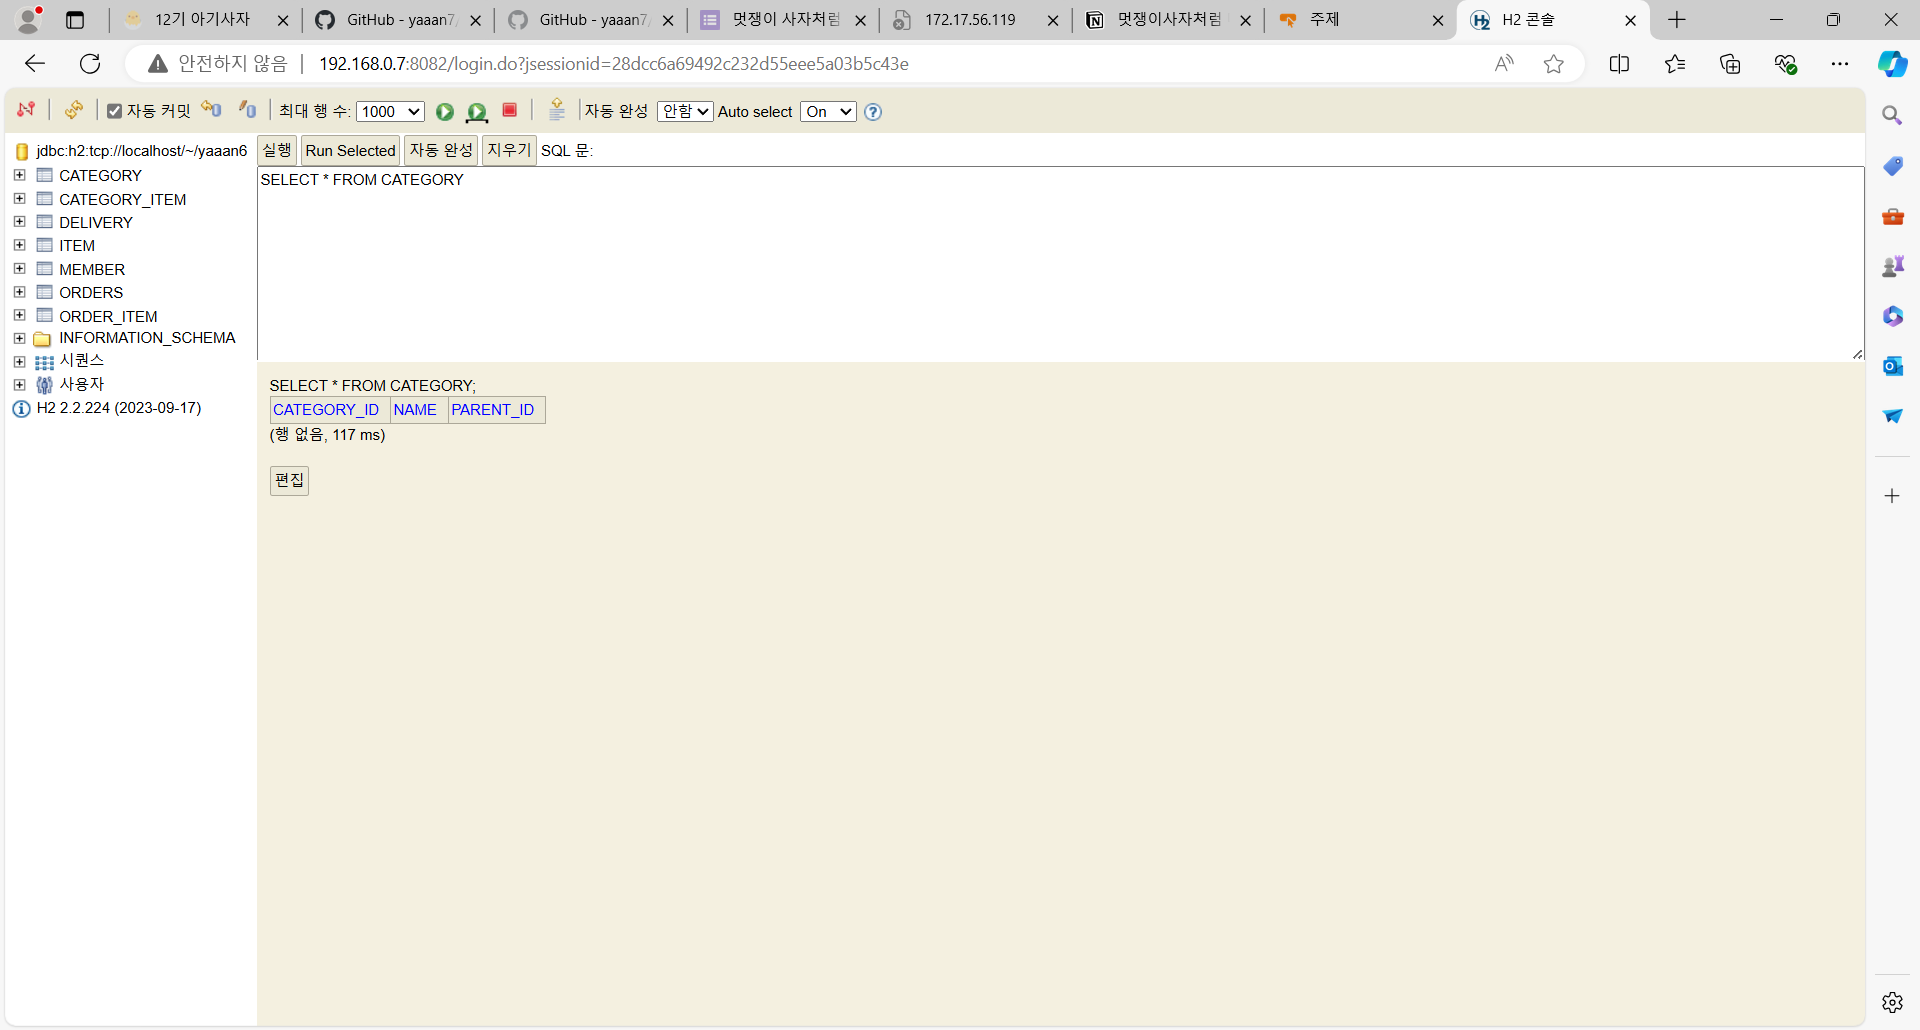 12기 아기사자
GitHub - yaaan7
GitHub - yaaan7
멋쟁이 사자처럼
172.17.56.119
멋쟁이사자처럼
주제
H2 콘솔
안전하지 않음
192.168.0.7:8082/login.do?jsessionid=28dcc6a69492c232d55eee5a03b5c43e
자동 커밋
최대 행 수: 1000
자동 완성 안함 Auto select On
jdbc:h2:tcp://localhost/~/yaaan6
실행 Run Selected 자동 완성 지우기 SQL 문:
CATEGORY
CATEGORY_ITEM
DELIVERY
ITEM
MEMBER
ORDERS
ORDER_ITEM
INFORMATION_SCHEMA
시퀀스
사용자
H2 2.2.224 (2023-09-17)
SELECT * FROM CATEGORY
SELECT * FROM CATEGORY;
CATEGORY_ID NAME PARENT_ID
(행 없음, 117 ms)
편집